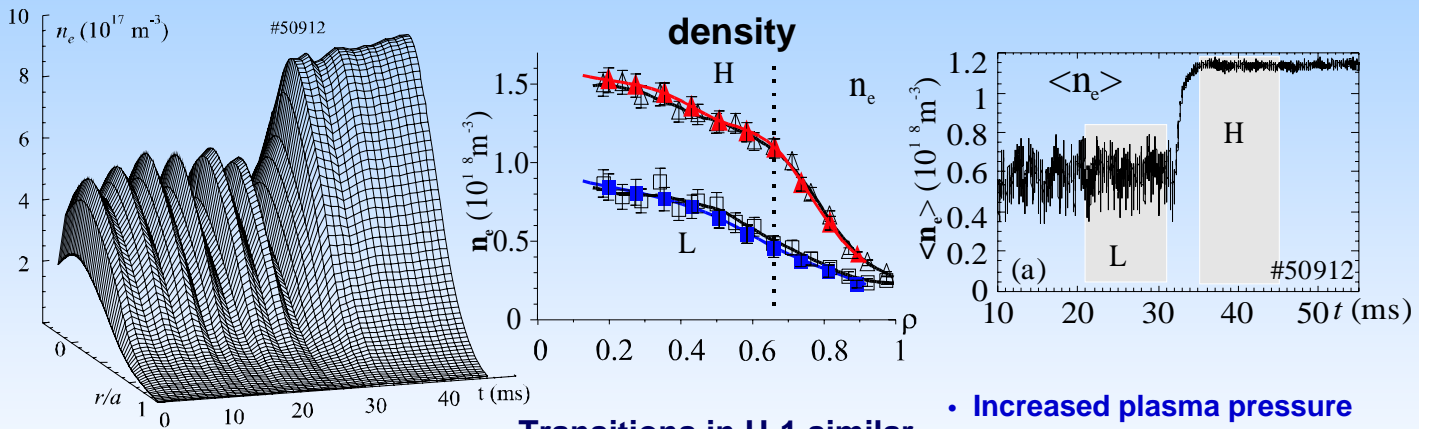 10
n_e (10^17 m^-3)
#50912
8
6
4
2
0
r/a
1
0
10
20
30
40
t (ms)
density
H
n_e
L
n_e (10^18 m^-3)
1.5
1.0
0.5
0
0
0.2
0.4
0.6
0.8
1
ρ
<n_e>
H
L
(a)
#50912
<n_e> (10^18 m^-3)
1.2
1
0.8
0.6
0.4
0.2
0
10
20
30
40
50
t (ms)
• Increased plasma pressure
Transitions in H-1 similar